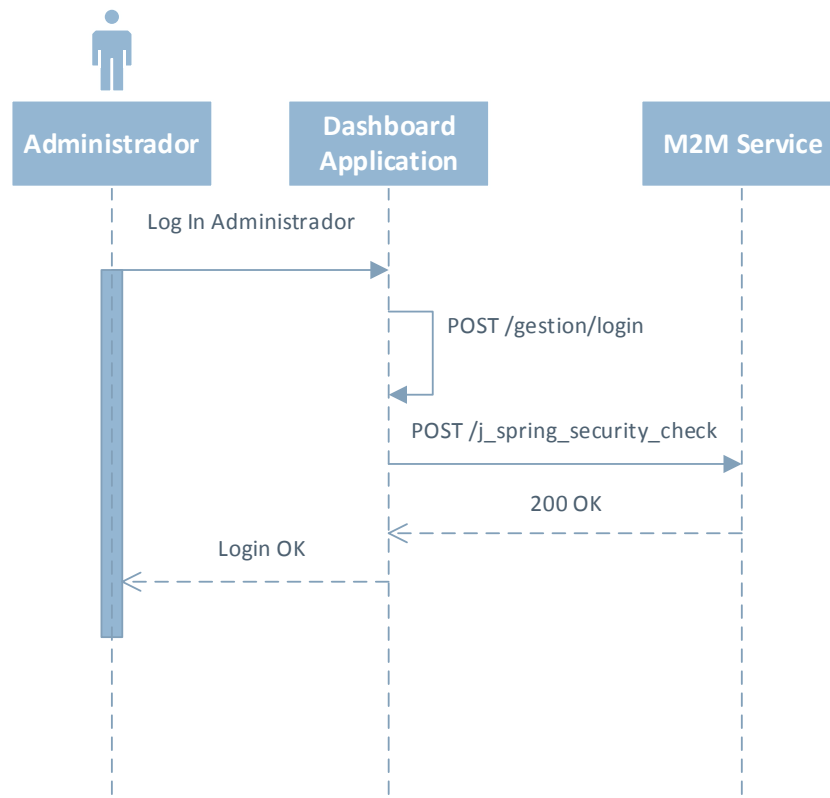 Administrador
Dashboard
Application
M2M Service
Log In Administrador
POST /gestion/login
POST /j_spring_security_check
200 OK
Login OK